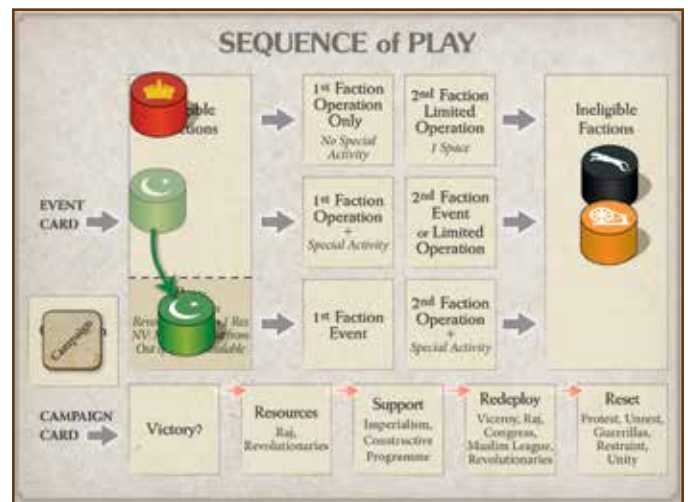 SEQUENCE of PLAY
1st Faction
Operation
Only
No Special
Activity
2nd Faction
Limited
Operation
1 Space
Ineligible
Factions
EVENT
CARD
1st Faction
Operation
+
Special Activity
2nd Faction
Event
or Limited
Operation
1st Faction
Event
2nd Faction
Operation
+
Special Activity
Campaign
CAMPAIGN
CARD
Victory?
Resources
Raj,
Revolutionaries
Support
Imperialism,
Constructive
Programme
Redeploy
Viceroy, Raj,
Congress,
Muslim League,
Revolutionaries
Reset
Protest, Unrest,
Guerrillas,
Restraint,
Unity